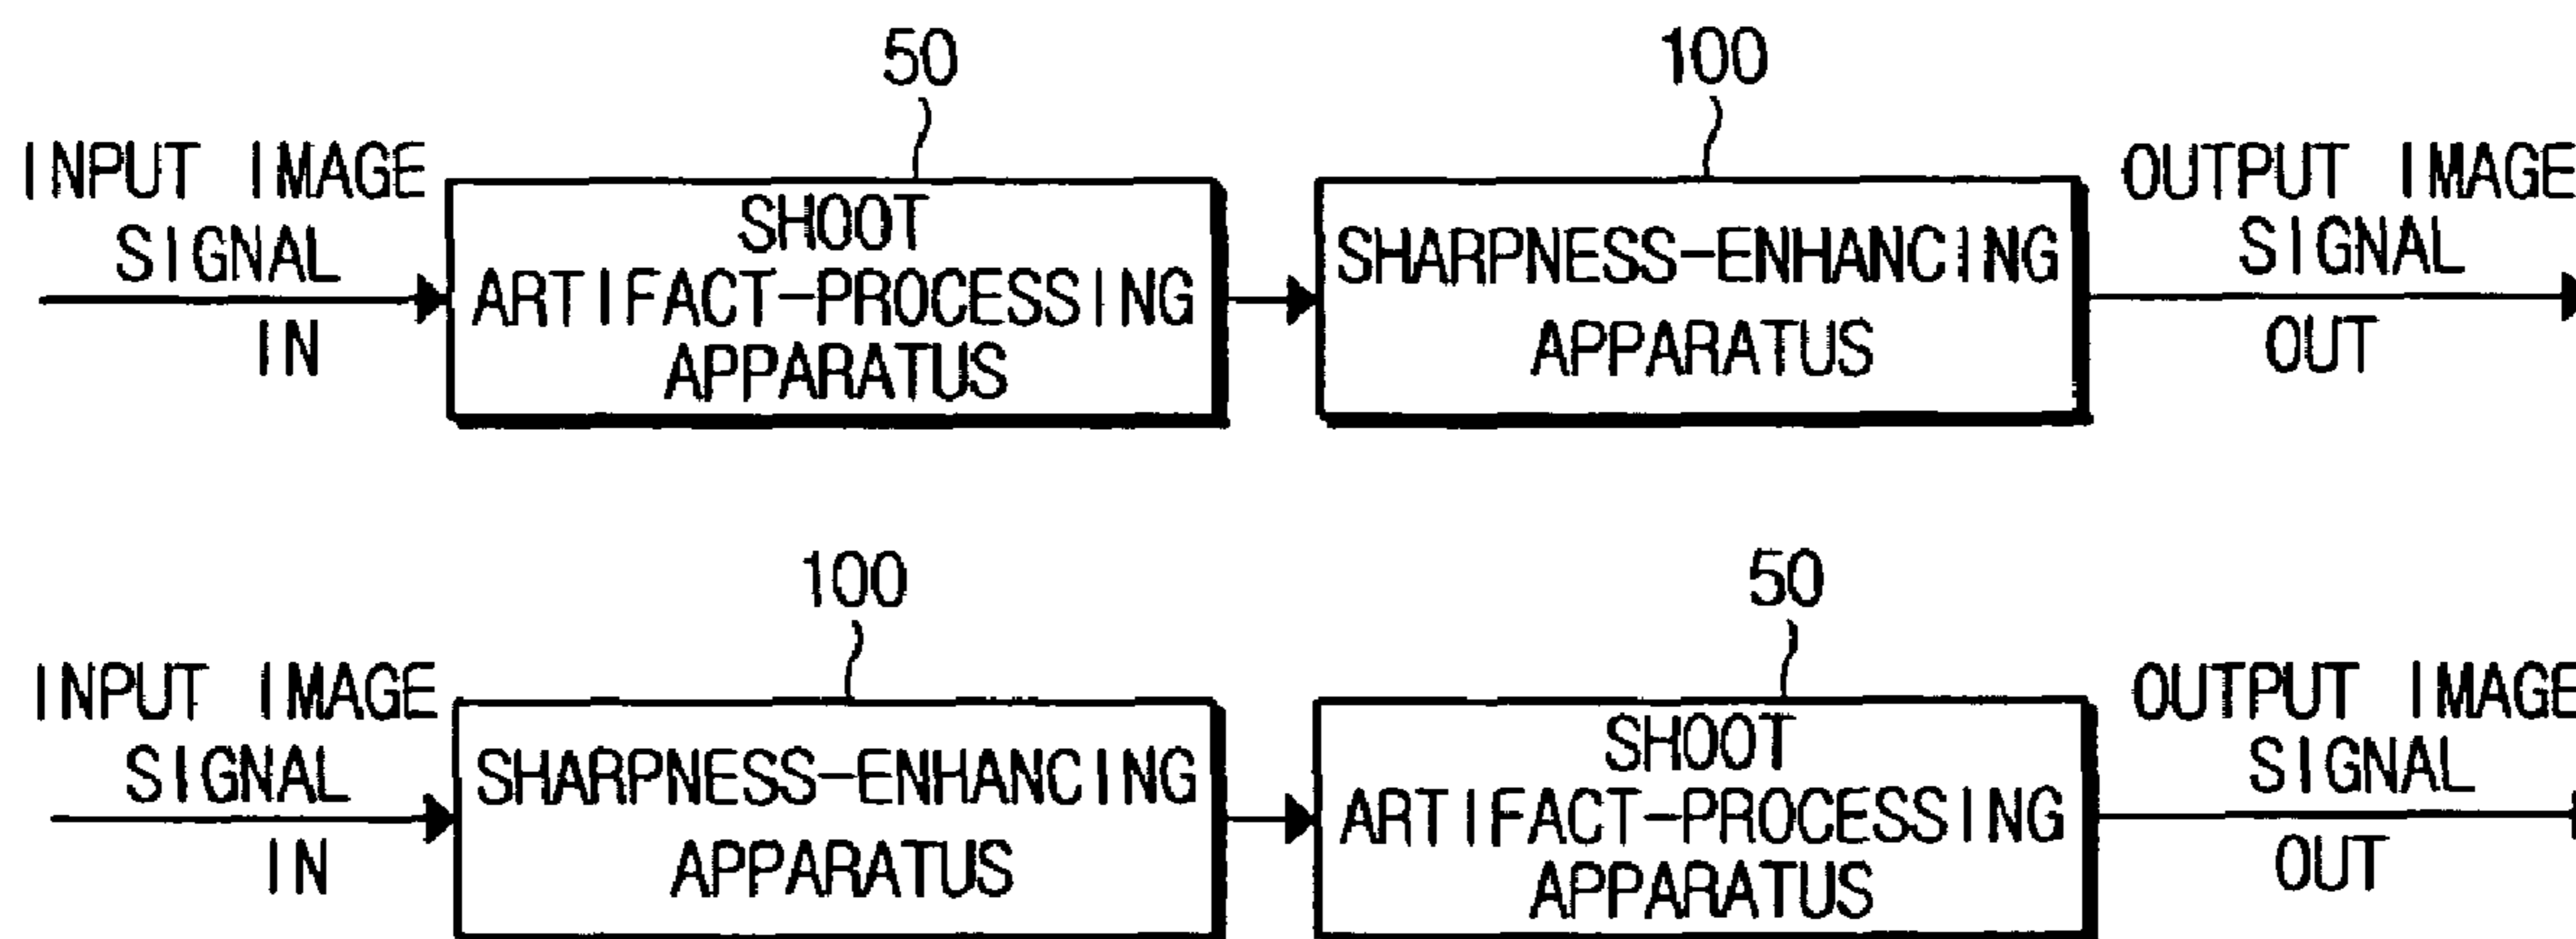 50
100
INPUT IMAGE
SIGNAL
IN
SHOOT
ARTIFACT-PROCESSING
APPARATUS
SHARPNESS-ENHANCING
APPARATUS
OUTPUT IMAGE
SIGNAL
OUT
100
50
INPUT IMAGE
SIGNAL
IN
SHARPNESS-ENHANCING
APPARATUS
SHOOT
ARTIFACT-PROCESSING
APPARATUS
OUTPUT IMAGE
SIGNAL
OUT